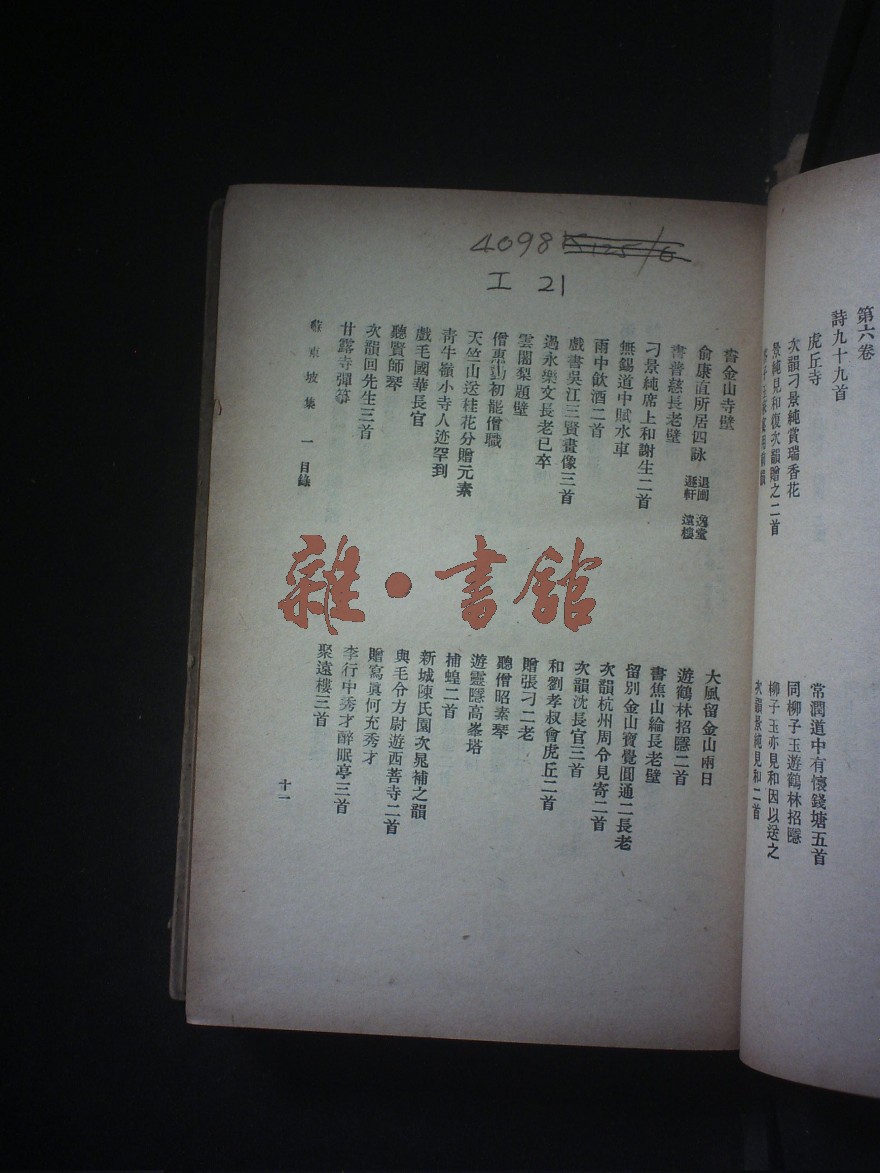 第六卷
詩九十九首
虎丘寺
次韻刁景純賞瑞香花
景純見和復次韻贈之二首
常潤道中有懷錢塘五首
同柳子玉遊鶴林招隱
柳子玉亦見和因以送之
次韻景純見和二首
4098
工 21
書金山寺壁
俞康直所居四詠 退圃 逸堂 遯軒 遠樓
書普慈長老壁
刁景純席上和謝生二首
無錫道中賦水車
雨中飲酒二首
戲書吳江三賢畫像三首
過永樂文長老已卒
雲闍梨題壁
僧惠勤初罷僧職
天竺山送桂花分贈元素
靑牛嶺小寺人迹罕到
戲毛國華長官
聽賢師琴
次韻回先生三首
甘露寺彈箏
大風留金山兩日
遊鶴林招隱二首
書焦山綸長老壁
留別金山寶覺圓通二長老
次韻杭州周令見寄二首
次韻沈長官三首
和劉孝叔會虎丘二首
贈張刁二老
聽僧昭素琴
遊靈隱高峯塔
捕蝗二首
新城陳氏園次晁補之韻
與毛令方尉遊西菩寺二首
贈寫眞何充秀才
李行中秀才醉眠亭三首
聚遠樓三首
蘇東坡集 一 目錄
十一
雜·書館